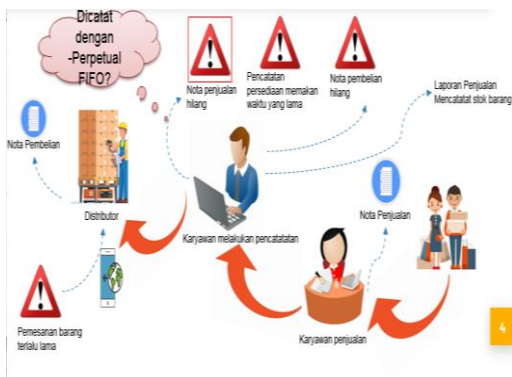 Dicatat
dengan
-Perpetual
FIFO?
Nota penjualan
hilang
Pencatatan
persediaan memakan
waktu yang lama
Nota pembelian
hilang
Laporan Penjualan
Mencatatat stok barang
Nota Pembelian
Distributor
Karyawan melakukan pencatatatan
Nota Penjualan
Pemesanan barang
terlalu lama
Karyawan penjualan
4